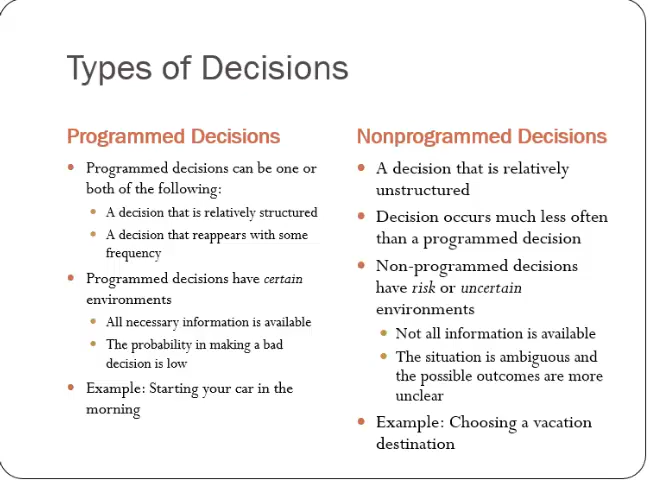 Types of Decisions
Programmed Decisions
Programmed decisions can be one or
both of the following:
A decision that is relatively structured
A decision that reappears with some
frequency
Programmed decisions have certain
environments
All necessary information is available
The probability in making a bad
decision is low
Example: Starting your car in the
morning
Nonprogrammed Decisions
A decision that is relatively
unstructured
Decision occurs much less often
than a programmed decision
Non-programmed decisions
have risk or uncertain
environments
Not all information is available
The situation is ambiguous and
the possible outcomes are more
unclear
Example: Choosing a vacation
destination